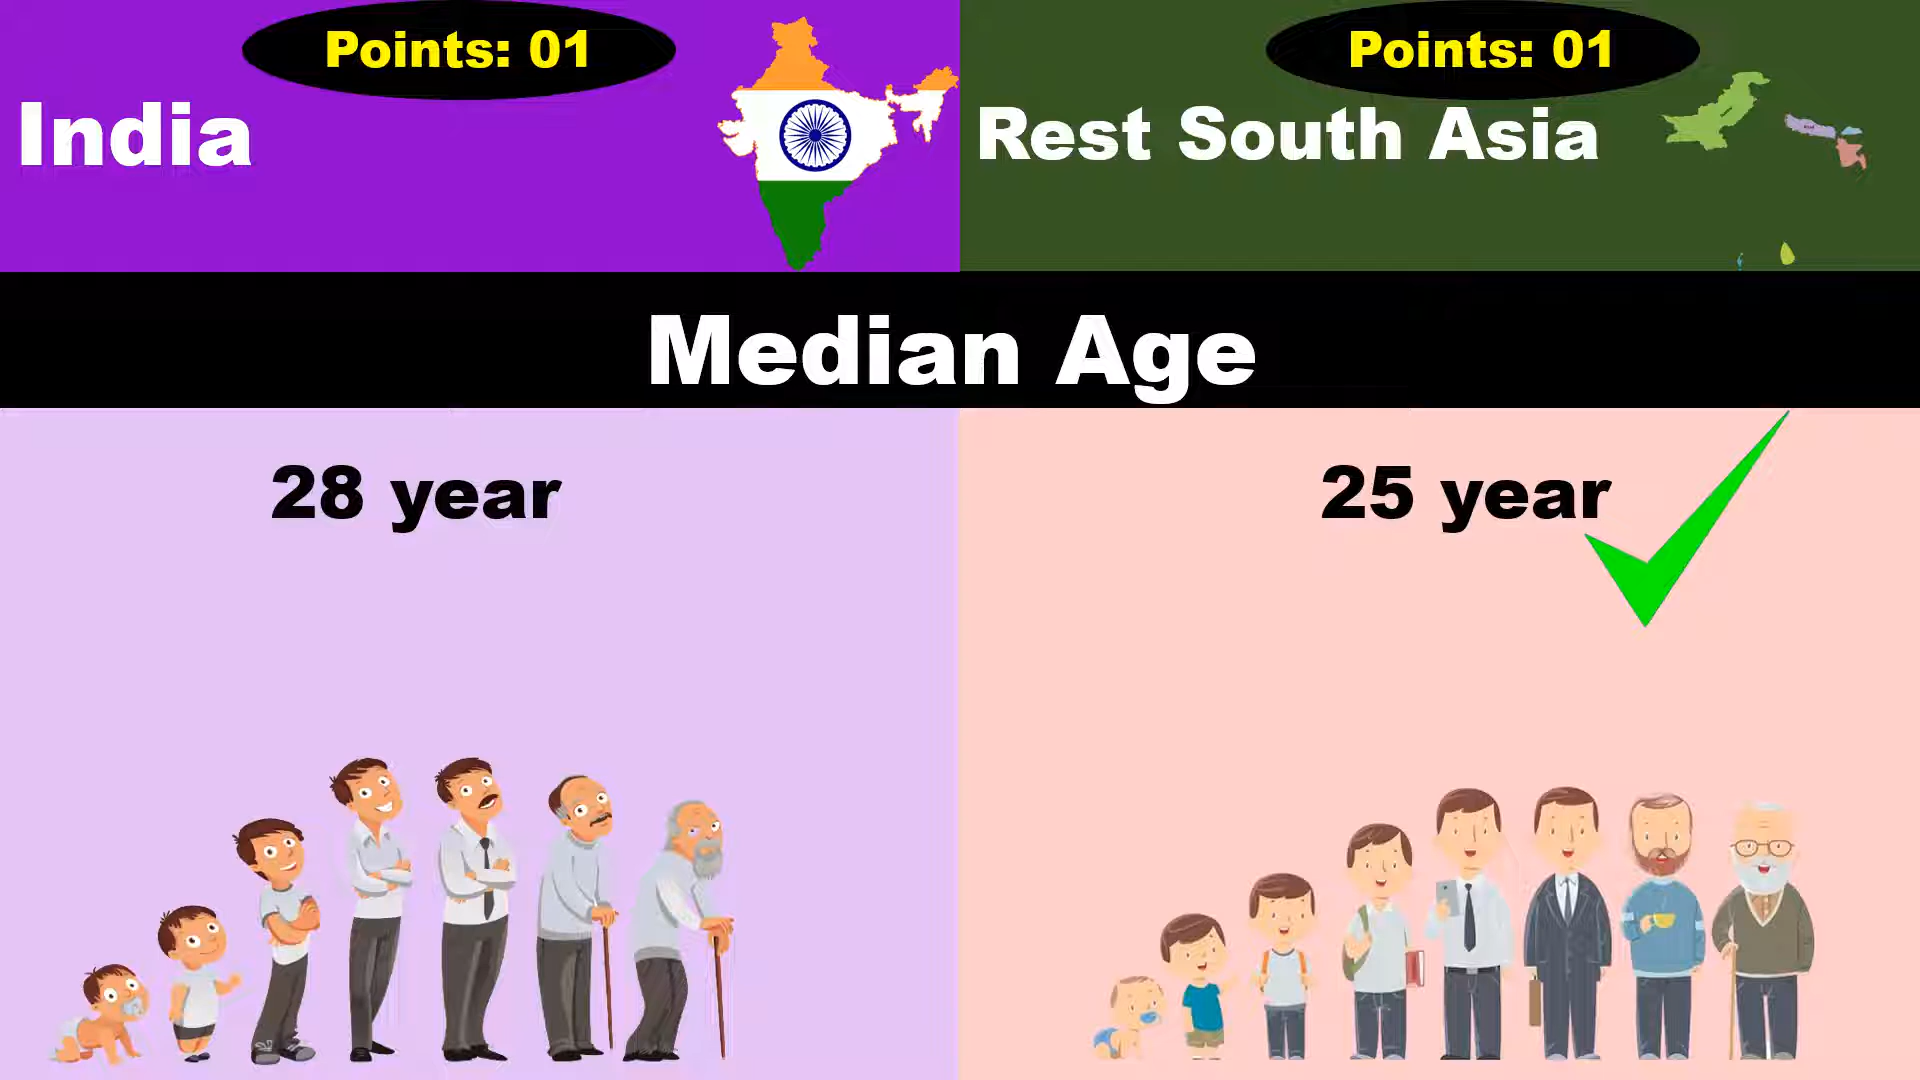 Points: 01
India
Points: 01
Rest South Asia
Median Age
28 year
25 year